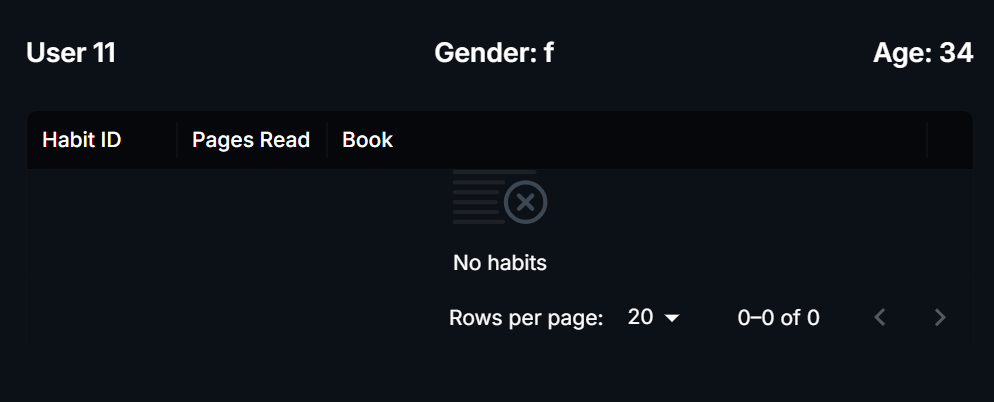 User 11 Gender: f Age: 34
Habit ID Pages Read Book
No habits
Rows per page: 20 0–0 of 0